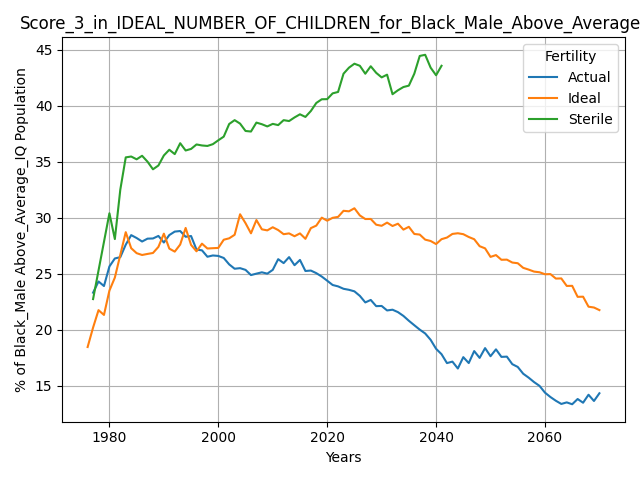 Score_3_in_IDEAL_NUMBER_OF_CHILDREN_for_Black_Male_Above_Average
% of Black_Male Above_Average_IQ Population
45
40
35
30
25
20
15
Fertility
Actual
Ideal
Sterile
1980
2000
2020
2040
2060
Years